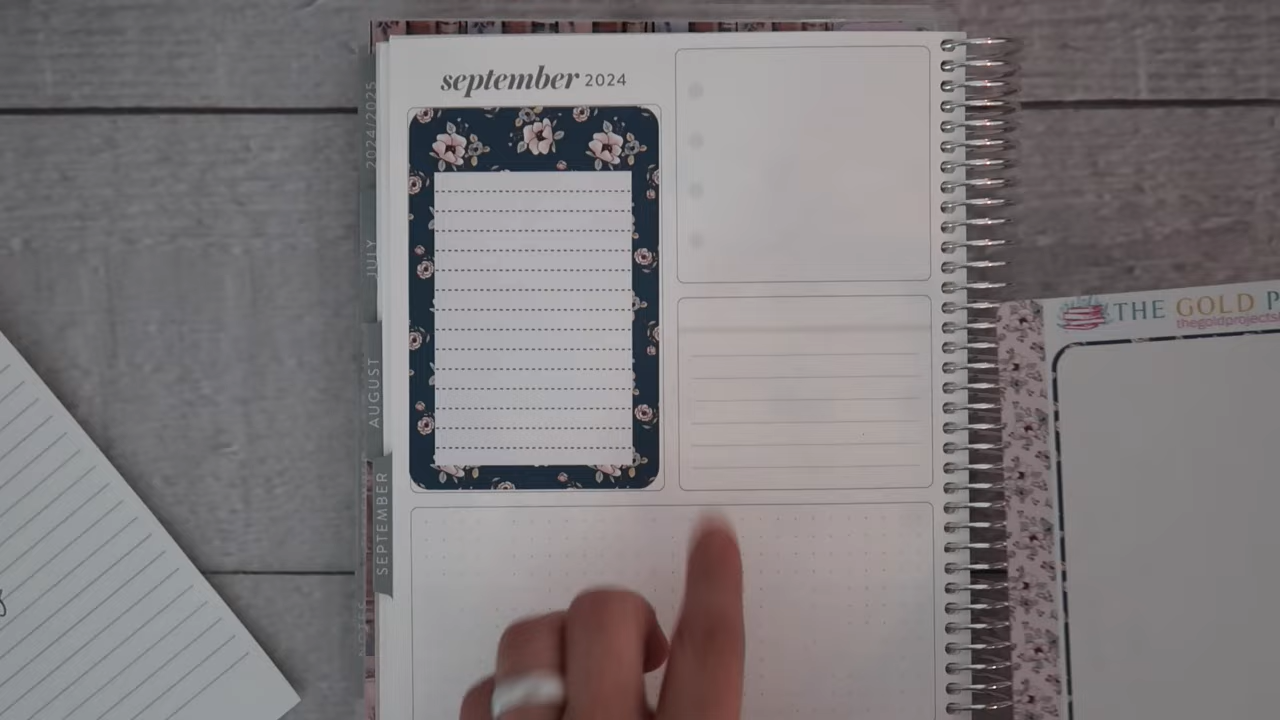 september 2024
2024/2025
JULY
AUGUST
SEPTEMBER
NOTES
THE GOLD P
thegoldprojects